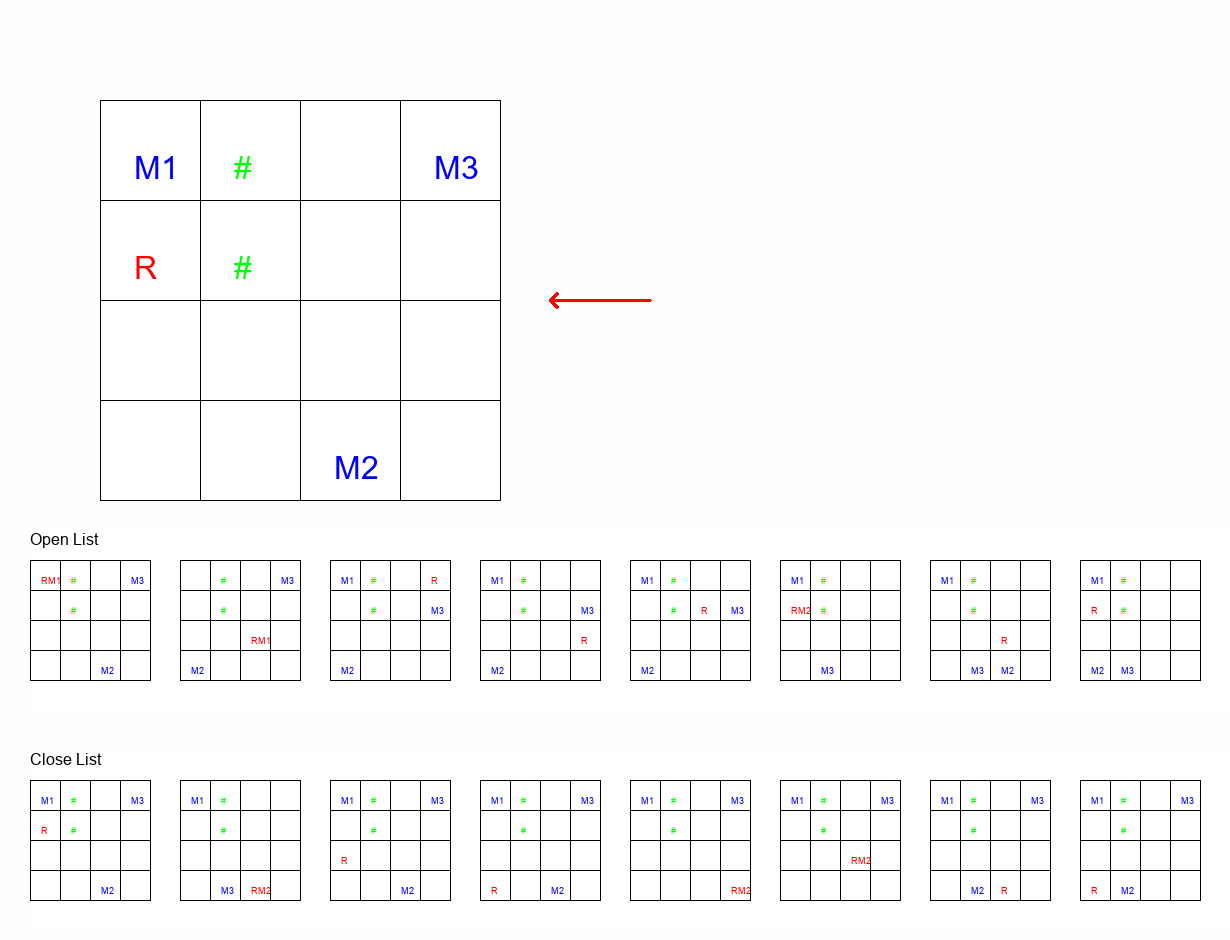 M1 # M3
R #
M2
Open List
RM1 # M3 # M3 M1 # R M1 # M1 # M1 # M1 # M1 #
# # # M3 # M3 # R M3 RM2 # # R #
RM1 R R
M2 M2 M2 M2 M2 M3 M3 M2 M2 M3
Close List
M1 # M3 M1 # M1 # M3 M1 # M3 M1 # M3 M1 # M3 M1 # M3 M1 # M3
R # # # # # # # #
R RM2
M2 M3 RM2 M2 R M2 RM2 M2 R R M2